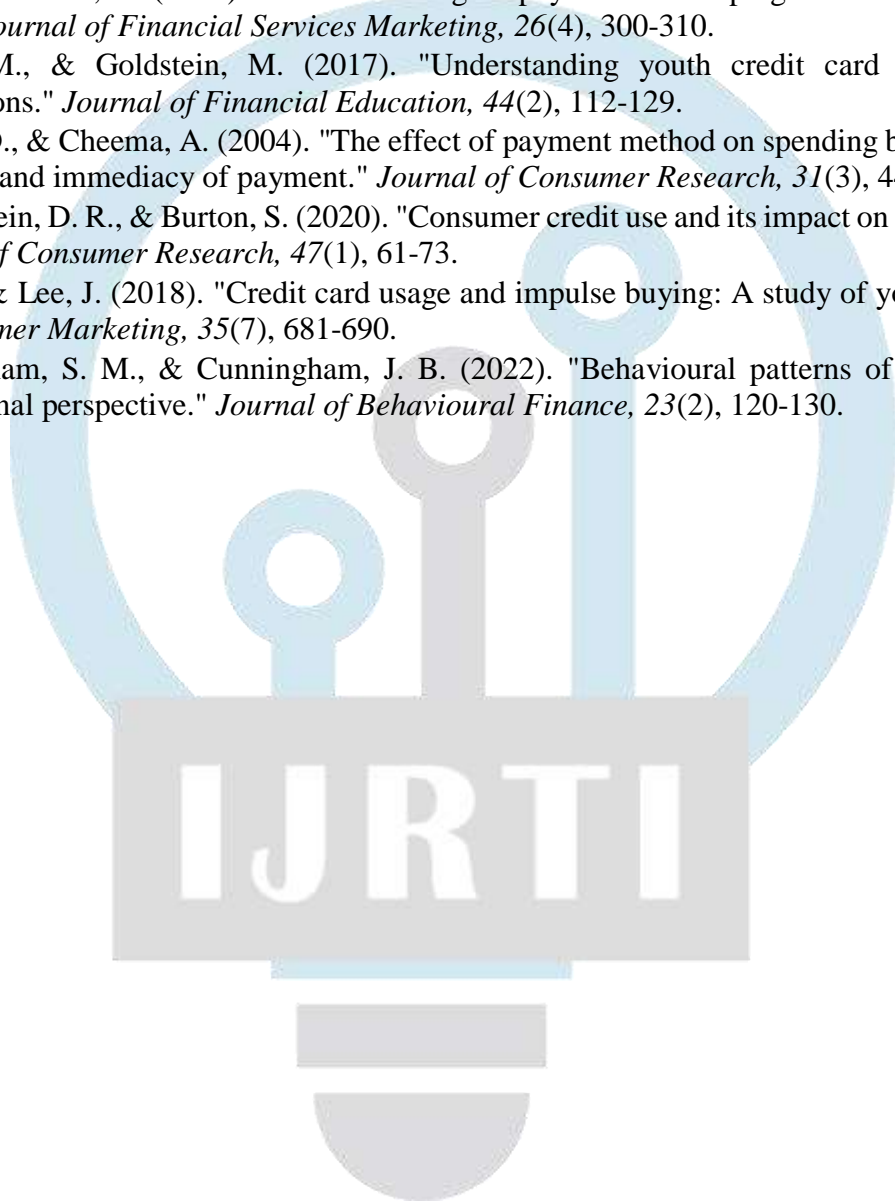 ournal of Financial Services Marketing, 26(4), 300-310.
M., & Goldstein, M. (2017). "Understanding youth credit card
ons." Journal of Financial Education, 44(2), 112-129.
O., & Cheema, A. (2004). "The effect of payment method on spending b
and immediacy of payment." Journal of Consumer Research, 31(3), 4
ein, D. R., & Burton, S. (2020). "Consumer credit use and its impact on
f Consumer Research, 47(1), 61-73.
& Lee, J. (2018). "Credit card usage and impulse buying: A study of yo
mer Marketing, 35(7), 681-690.
am, S. M., & Cunningham, J. B. (2022). "Behavioural patterns of
nal perspective." Journal of Behavioural Finance, 23(2), 120-130.
IJRTI